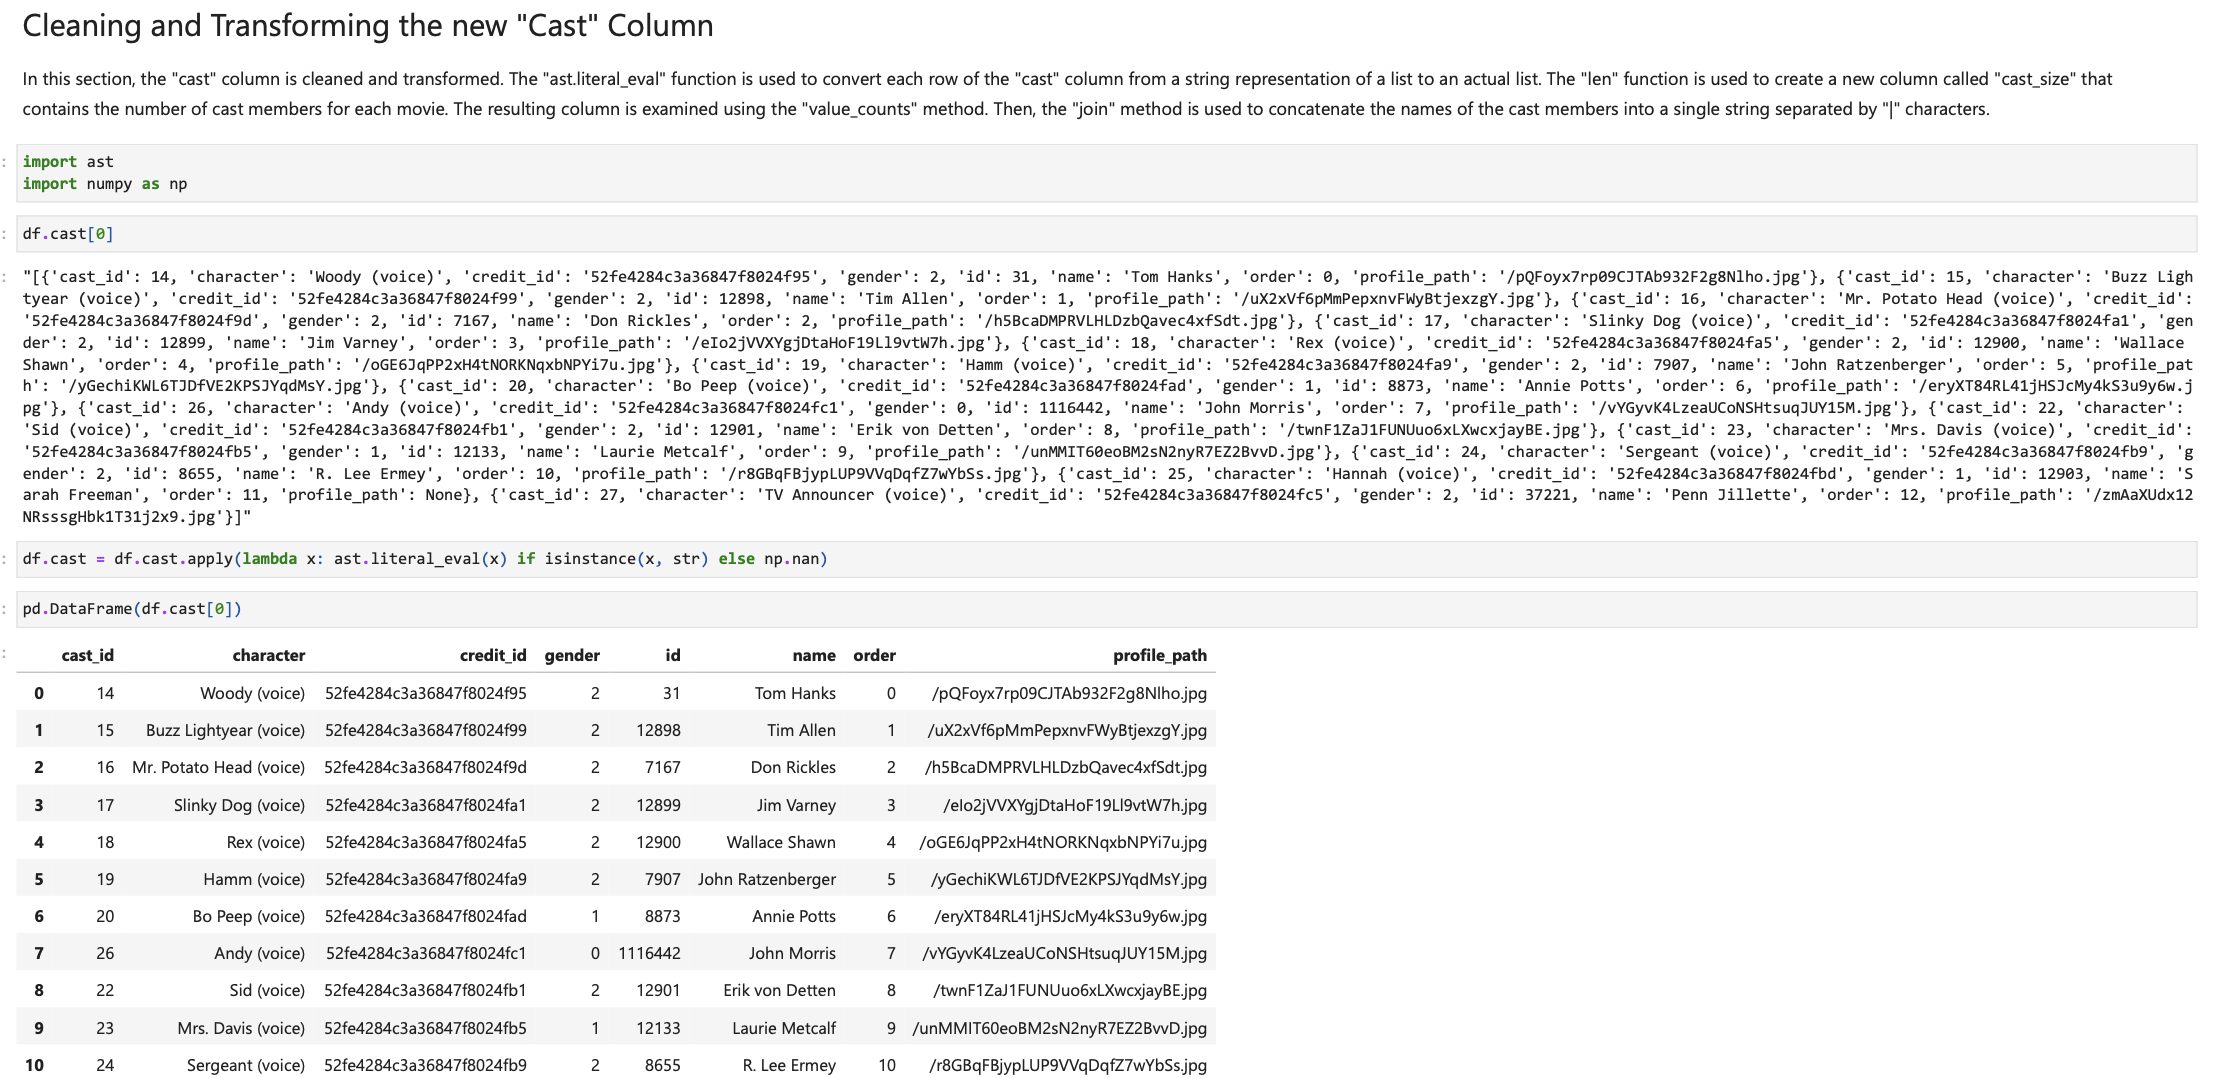 Cleaning and Transforming the new "Cast" Column
In this section, the "cast" column is cleaned and transformed. The "ast.literal_eval" function is used to convert each row of the "cast" column from a string representation of a list to an actual list. The "len" function is used to create a new column called "cast_size" that
contains the number of cast members for each movie. The resulting column is examined using the "value_counts" method. Then, the "join" method is used to concatenate the names of the cast members into a single string separated by "|" characters.
: import ast
import numpy as np
: df.cast[0]
: "[{'cast_id': 14, 'character': 'Woody (voice)', 'credit_id': '52fe4284c3a36847f8024f95', 'gender': 2, 'id': 31, 'name': 'Tom Hanks', 'order': 0, 'profile_path': '/pQFoyx7rp09CJTAb932F2g8Nlho.jpg'}, {'cast_id': 15, 'character': 'Buzz Ligh
tyear (voice)', 'credit_id': '52fe4284c3a36847f8024f99', 'gender': 2, 'id': 12898, 'name': 'Tim Allen', 'order': 1, 'profile_path': '/uX2xVf6pMmPepxnvFWyBtjexzgY.jpg'}, {'cast_id': 16, 'character': 'Mr. Potato Head (voice)', 'credit_id':
'52fe4284c3a36847f8024f9d', 'gender': 2, 'id': 7167, 'name': 'Don Rickles', 'order': 2, 'profile_path': '/h5BcaDMPRVLHLDzbQavec4xfSdt.jpg'}, {'cast_id': 17, 'character': 'Slinky Dog (voice)', 'credit_id': '52fe4284c3a36847f8024fa1', 'gen
der': 2, 'id': 12899, 'name': 'Jim Varney', 'order': 3, 'profile_path': '/eIo2jVVXYgjDtaHoF19Ll9vtW7h.jpg'}, {'cast_id': 18, 'character': 'Rex (voice)', 'credit_id': '52fe4284c3a36847f8024fa5', 'gender': 2, 'id': 12900, 'name': 'Wallace
Shawn', 'order': 4, 'profile_path': '/oGE6JqPP2xH4tNORKNqxbNPYi7u.jpg'}, {'cast_id': 19, 'character': 'Hamm (voice)', 'credit_id': '52fe4284c3a36847f8024fa9', 'gender': 2, 'id': 7907, 'name': 'John Ratzenberger', 'order': 5, 'profile_pat
h': '/yGechiKWL6TJDfVE2KPSJYqdMsY.jpg'}, {'cast_id': 20, 'character': 'Bo Peep (voice)', 'credit_id': '52fe4284c3a36847f8024fad', 'gender': 1, 'id': 8873, 'name': 'Annie Potts', 'order': 6, 'profile_path': '/eryXT84RL41jHSJcMy4kS3u9y6w.j
pg'}, {'cast_id': 26, 'character': 'Andy (voice)', 'credit_id': '52fe4284c3a36847f8024fc1', 'gender': 0, 'id': 1116442, 'name': 'John Morris', 'order': 7, 'profile_path': '/vYGyvK4LzeaUCoNSHtsuqJUY15M.jpg'}, {'cast_id': 22, 'character':
'Sid (voice)', 'credit_id': '52fe4284c3a36847f8024fb1', 'gender': 2, 'id': 12901, 'name': 'Erik von Detten', 'order': 8, 'profile_path': '/twnF1ZaJ1FUNUuo6xLXwcxjayBE.jpg'}, {'cast_id': 23, 'character': 'Mrs. Davis (voice)', 'credit_id':
'52fe4284c3a36847f8024fb5', 'gender': 1, 'id': 12133, 'name': 'Laurie Metcalf', 'order': 9, 'profile_path': '/unMMIT60eoBM2sN2nyR7EZ2BvvD.jpg'}, {'cast_id': 24, 'character': 'Sergeant (voice)', 'credit_id': '52fe4284c3a36847f8024fb9', 'g
ender': 2, 'id': 8655, 'name': 'R. Lee Ermey', 'order': 10, 'profile_path': '/r8GBqFBjypLUP9VVqDqfZ7wYbSs.jpg'}, {'cast_id': 25, 'character': 'Hannah (voice)', 'credit_id': '52fe4284c3a36847f8024fbd', 'gender': 1, 'id': 12903, 'name': 'S
arah Freeman', 'order': 11, 'profile_path': None}, {'cast_id': 27, 'character': 'TV Announcer (voice)', 'credit_id': '52fe4284c3a36847f8024fc5', 'gender': 2, 'id': 37221, 'name': 'Penn Jillette', 'order': 12, 'profile_path': '/zmAaXUdx12
NRsssgHbk1T31j2x9.jpg'}]"
: df.cast = df.cast.apply(lambda x: ast.literal_eval(x) if isinstance(x, str) else np.nan)
: pd.DataFrame(df.cast[0])
: cast_id character credit_id gender id name order profile_path
0 14 Woody (voice) 52fe4284c3a36847f8024f95 2 31 Tom Hanks 0 /pQFoyx7rp09CJTAb932F2g8Nlho.jpg
1 15 Buzz Lightyear (voice) 52fe4284c3a36847f8024f99 2 12898 Tim Allen 1 /uX2xVf6pMmPepxnvFWyBtjexzgY.jpg
2 16 Mr. Potato Head (voice) 52fe4284c3a36847f8024f9d 2 7167 Don Rickles 2 /h5BcaDMPRVLHLDzbQavec4xfSdt.jpg
3 17 Slinky Dog (voice) 52fe4284c3a36847f8024fa1 2 12899 Jim Varney 3 /eIo2jVVXYgjDtaHoF19Ll9vtW7h.jpg
4 18 Rex (voice) 52fe4284c3a36847f8024fa5 2 12900 Wallace Shawn 4 /oGE6JqPP2xH4tNORKNqxbNPYi7u.jpg
5 19 Hamm (voice) 52fe4284c3a36847f8024fa9 2 7907 John Ratzenberger 5 /yGechiKWL6TJDfVE2KPSJYqdMsY.jpg
6 20 Bo Peep (voice) 52fe4284c3a36847f8024fad 1 8873 Annie Potts 6 /eryXT84RL41jHSJcMy4kS3u9y6w.jpg
7 26 Andy (voice) 52fe4284c3a36847f8024fc1 0 1116442 John Morris 7 /vYGyvK4LzeaUCoNSHtsuqJUY15M.jpg
8 22 Sid (voice) 52fe4284c3a36847f8024fb1 2 12901 Erik von Detten 8 /twnF1ZaJ1FUNUuo6xLXwcxjayBE.jpg
9 23 Mrs. Davis (voice) 52fe4284c3a36847f8024fb5 1 12133 Laurie Metcalf 9 /unMMIT60eoBM2sN2nyR7EZ2BvvD.jpg
10 24 Sergeant (voice) 52fe4284c3a36847f8024fb9 2 8655 R. Lee Ermey 10 /r8GBqFBjypLUP9VVqDqfZ7wYbSs.jpg